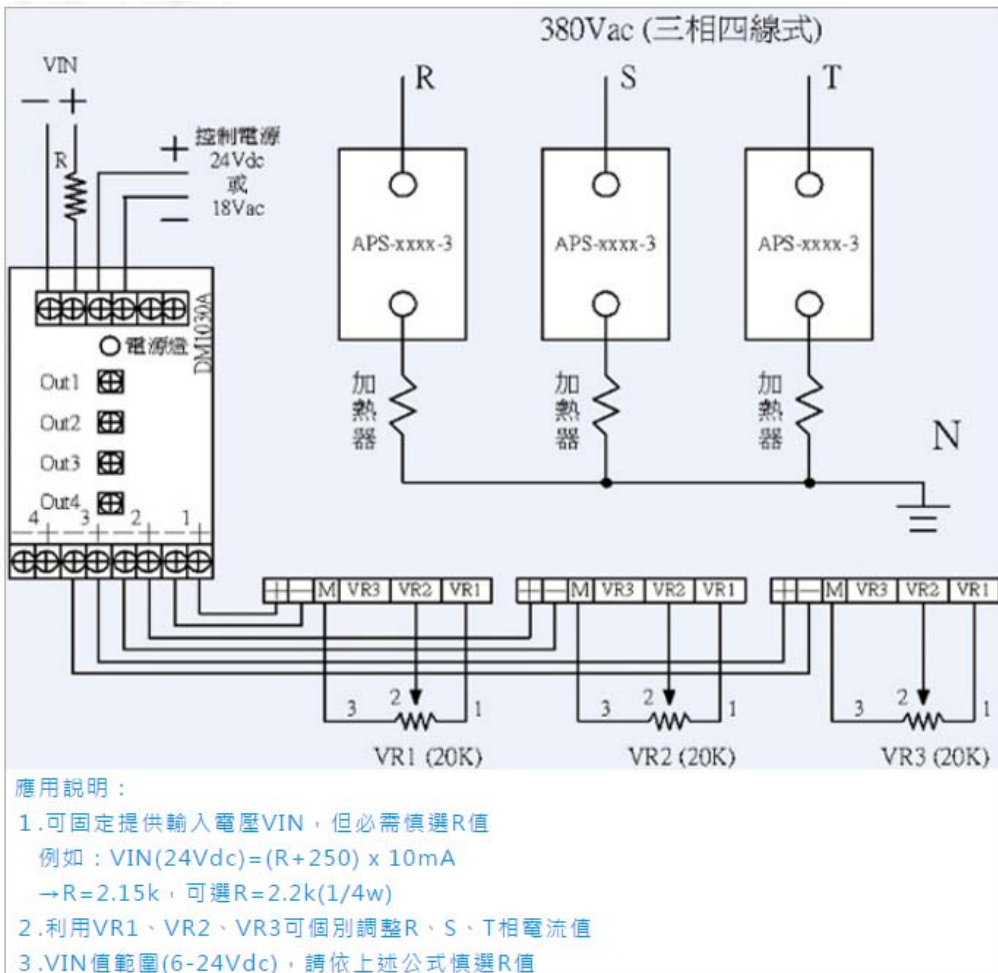 380Vac (三相四線式)
VIN
R
S
T
- +
R
+ 控制電源
24Vdc
或
18Vac
-
APS-xxxx-3
APS-xxxx-3
APS-xxxx-3
DM1030A
電源燈
Out1
Out2
Out3
Out4
加熱器
加熱器
加熱器
N
4 3 2 1
+ - M VR3 VR2 VR1
+ - M VR3 VR2 VR1
+ - M VR3 VR2 VR1
3 2 1
3 2 1
3 2 1
VR1 (20K)
VR2 (20K)
VR3 (20K)
應用說明：
1.可固定提供輸入電壓VIN，但必需慎選R值
例如：VIN(24Vdc)=(R+250) x 10mA
→R=2.15k，可選R=2.2k(1/4w)
2.利用VR1、VR2、VR3可個別調整R、S、T相電流值
3.VIN值範圍(6-24Vdc)，請依上述公式慎選R值